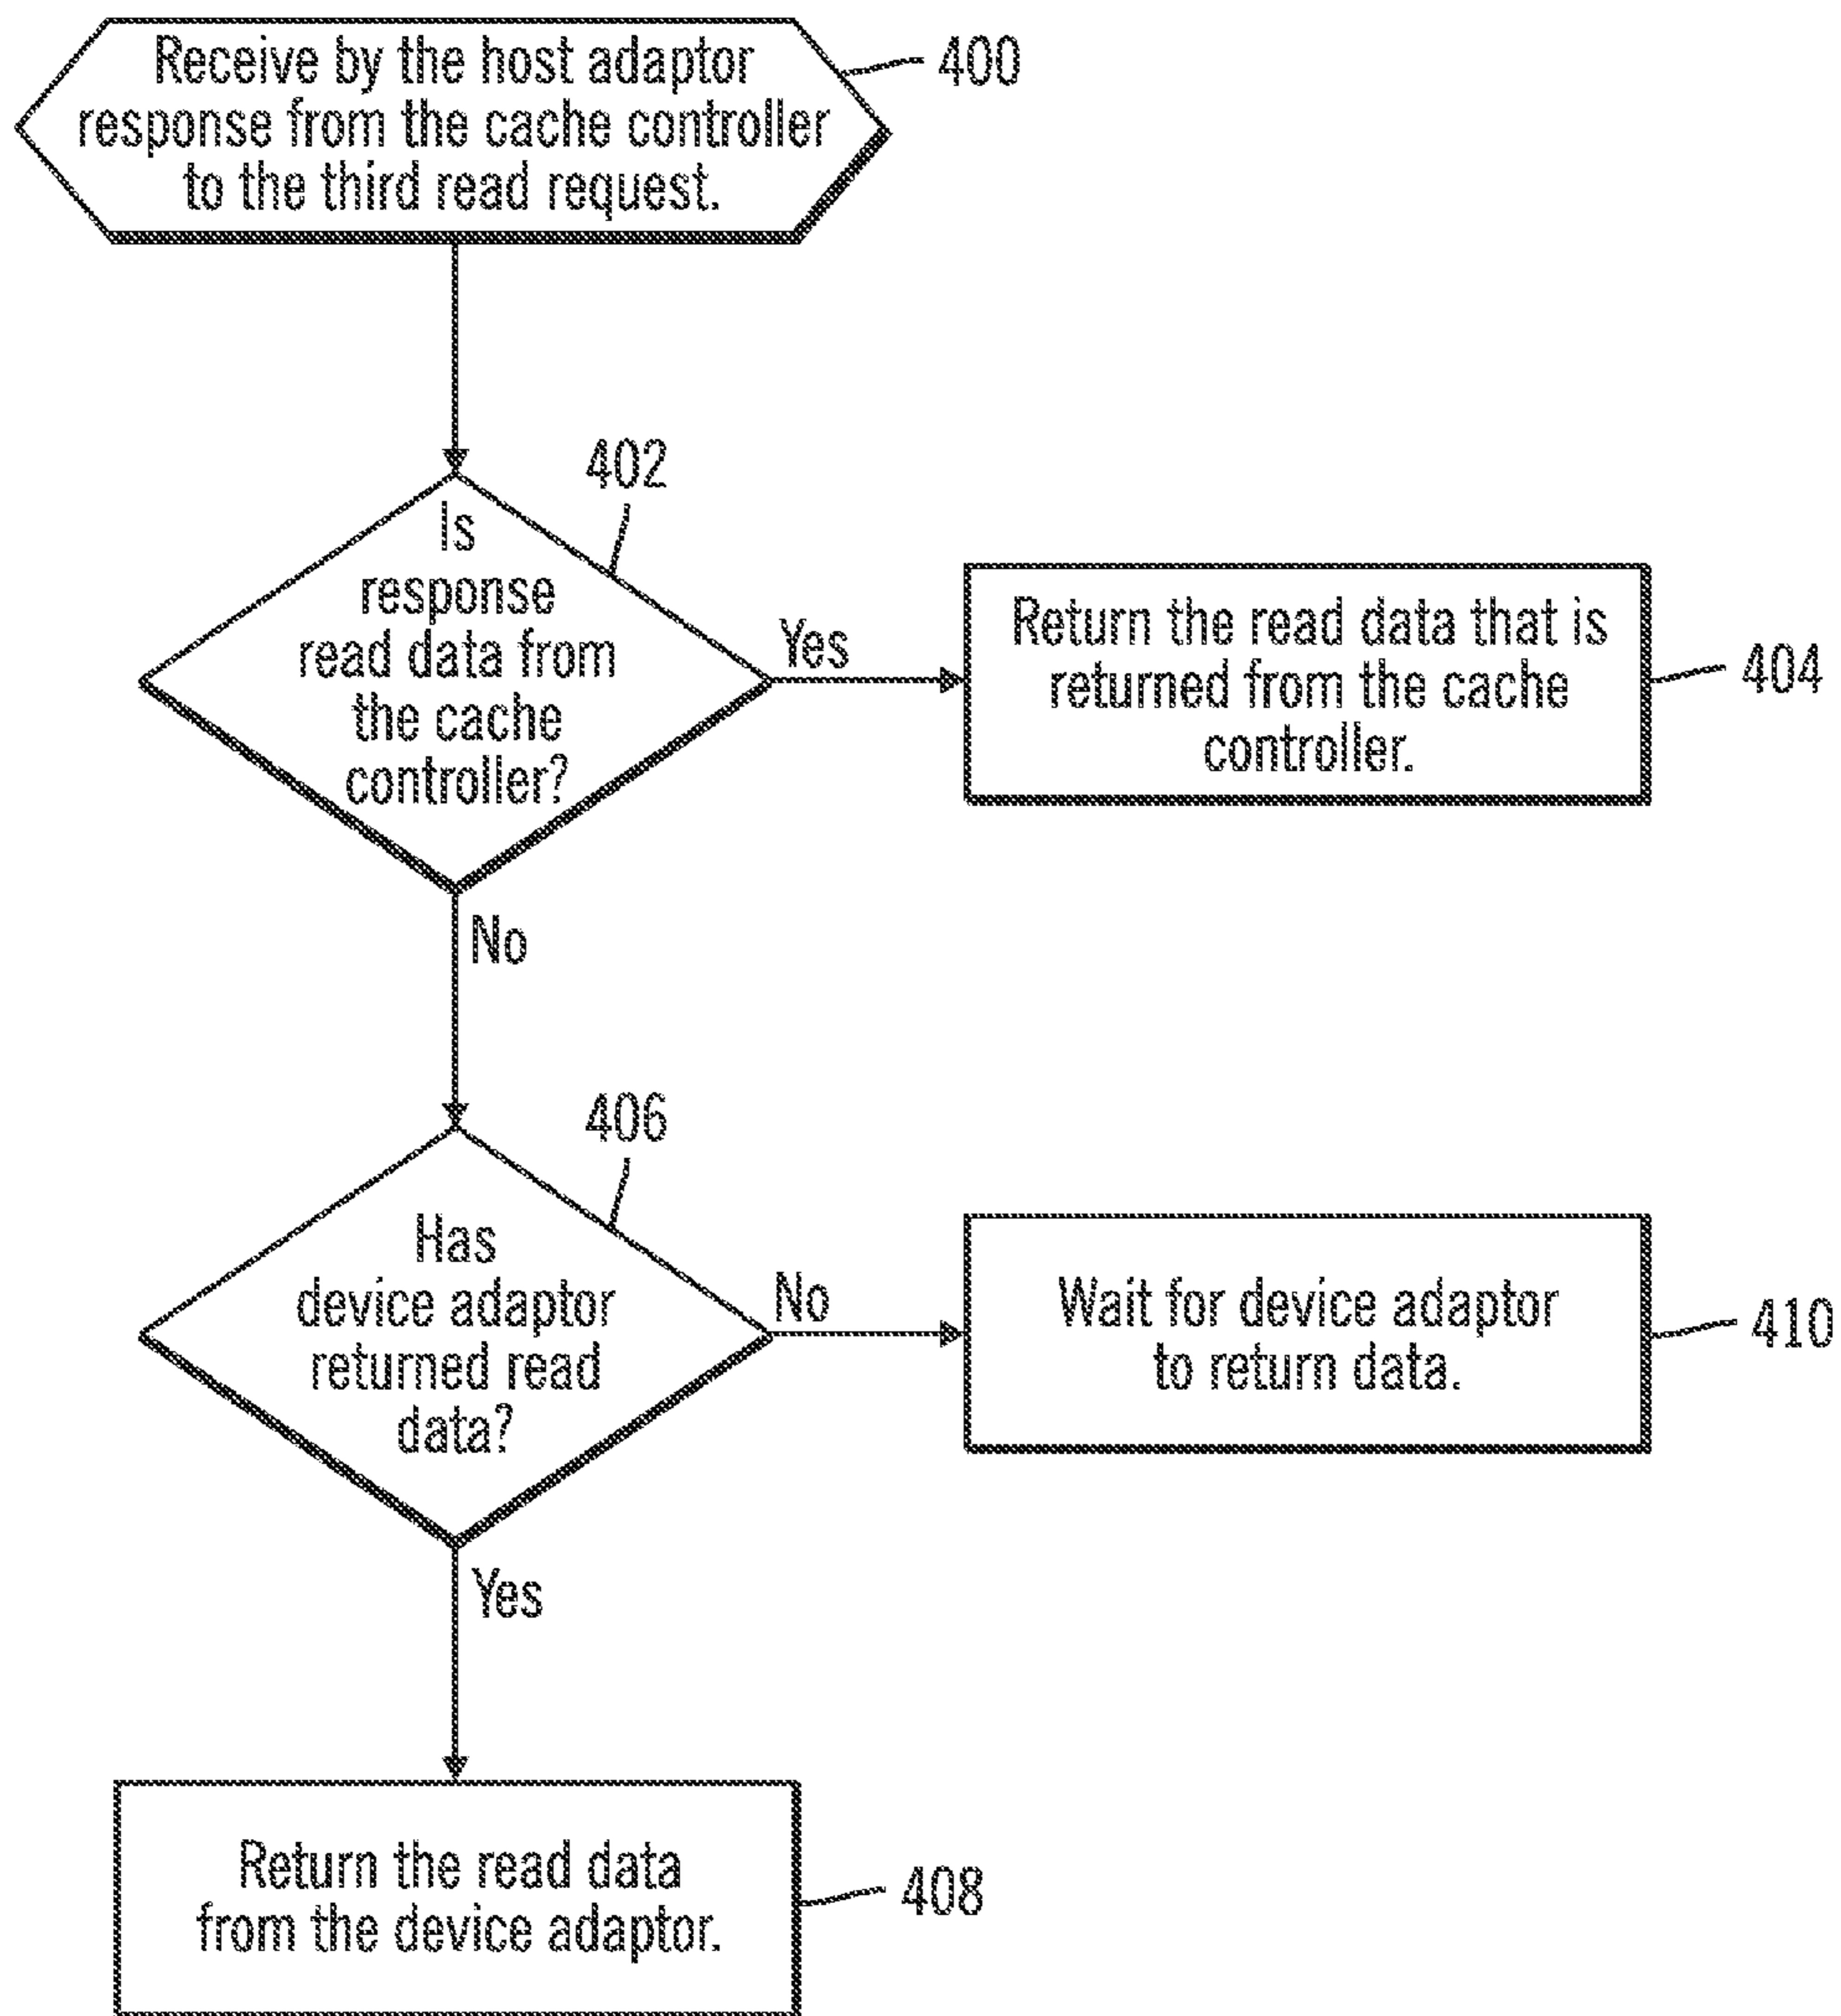 Receive by the host adaptor
response from the cache controller
to the third read request.
400
402
Is
response
read data from
the cache
controller?
Yes
Return the read data that is
returned from the cache
controller.
404
No
406
Has
device adaptor
returned read
data?
No
Wait for device adaptor
to return data.
410
Yes
Return the read data
from the device adaptor.
408